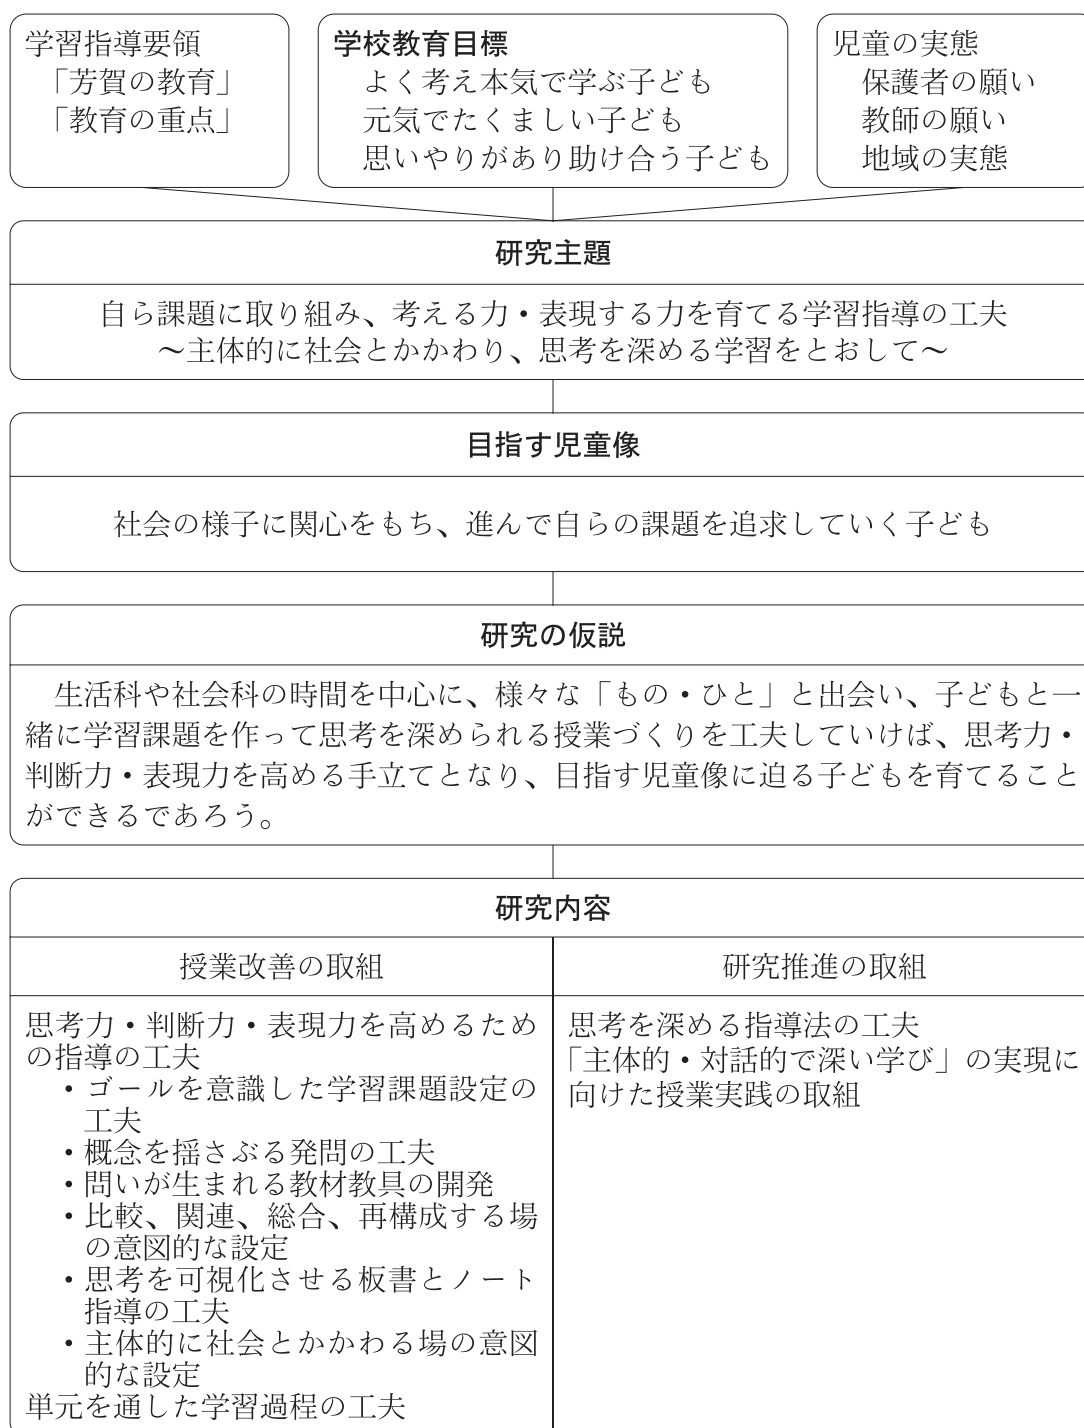 学習指導要領
「芳賀の教育」
「教育の重点」
学校教育目標
よく考え本気で学ぶ子ども
元気でたくましい子ども
思いやりがあり助け合う子ども
児童の実態
保護者の願い
教師の願い
地域の実態
研究主題
自ら課題に取り組み、考える力・表現する力を育てる学習指導の工夫
～主体的に社会とかかわり、思考を深める学習をとおして～
目指す児童像
社会の様子に関心をもち、進んで自らの課題を追求していく子ども
研究の仮説
生活科や社会科の時間を中心に、様々な「もの・ひと」と出会い、子どもと一
緒に学習課題を作って思考を深められる授業づくりを工夫していけば、思考力・
判断力・表現力を高める手立てとなり、目指す児童像に迫る子どもを育てること
ができるであろう。
研究内容
授業改善の取組
思考力・判断力・表現力を高めるため
の指導の工夫
・ゴールを意識した学習課題設定の
工夫
・概念を揺さぶる発問の工夫
・問いが生まれる教材教具の開発
・比較、関連、総合、再構成する場
の意図的な設定
・思考を可視化させる板書とノート
指導の工夫
・主体的に社会とかかわる場の意図
的な設定
単元を通した学習過程の工夫
研究推進の取組
思考を深める指導法の工夫
「主体的・対話的で深い学び」の実現に
向けた授業実践の取組